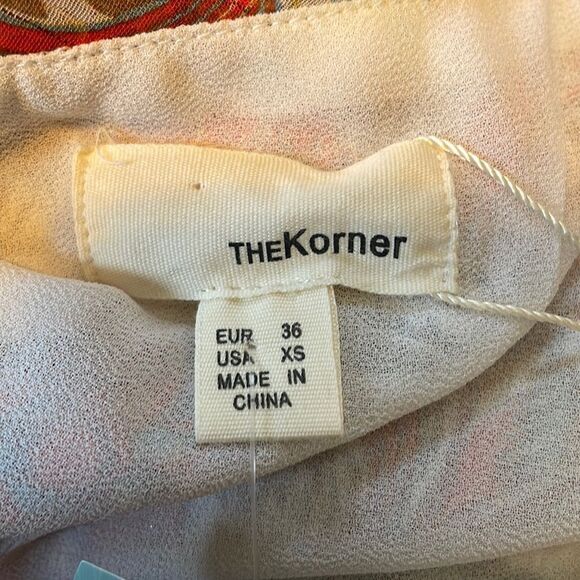 THEKorner
EUR 36
USA XS
MADE IN
CHINA